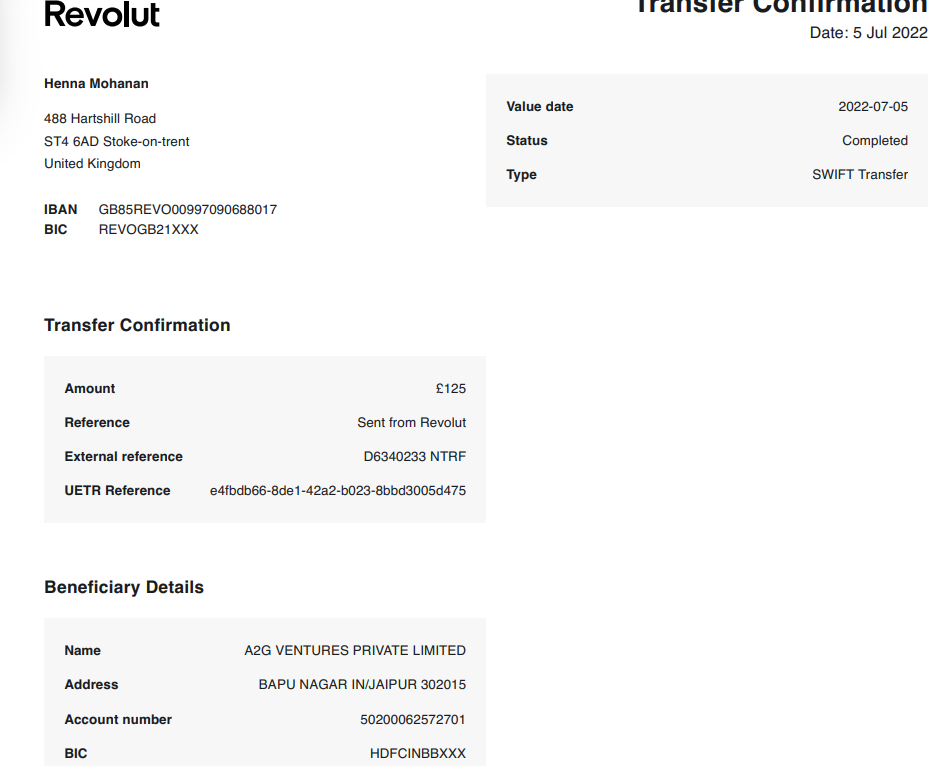 Revolut
Transfer Confirmation
Date: 5 Jul 2022
Henna Mohanan
488 Hartshill Road
ST4 6AD Stoke-on-trent
United Kingdom
IBAN GB85REVO00997090688017
BIC REVOGB21XXX
Value date 2022-07-05
Status Completed
Type SWIFT Transfer
Transfer Confirmation
Amount £125
Reference Sent from Revolut
External reference D6340233 NTRF
UETR Reference e4fbdb66-8de1-42a2-b023-8bbd3005d475
Beneficiary Details
Name A2G VENTURES PRIVATE LIMITED
Address BAPU NAGAR IN/JAIPUR 302015
Account number 50200062572701
BIC HDFCINBBXXX